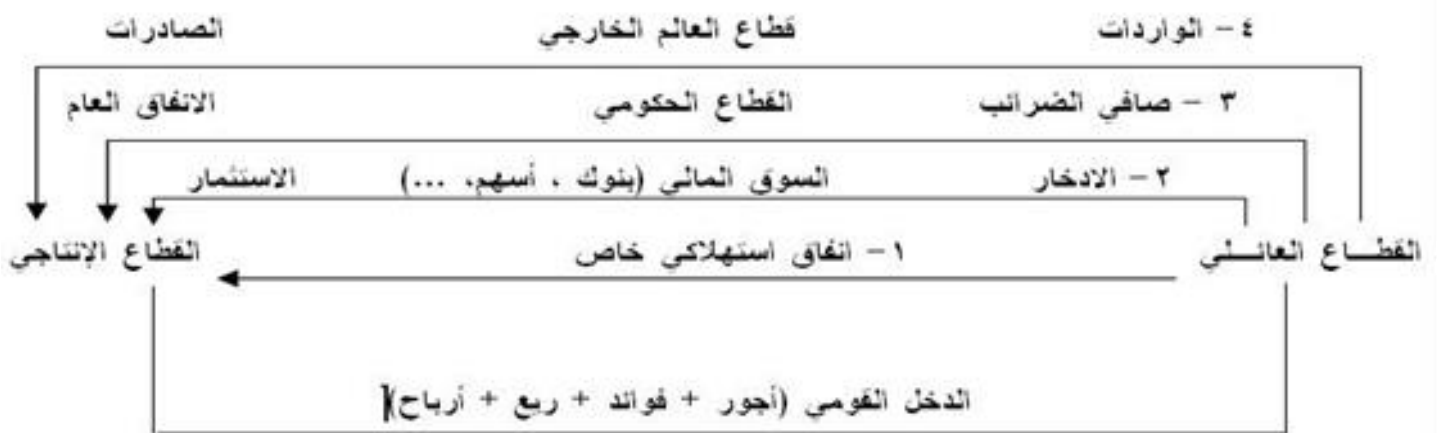 ٤ - الواردات قطاع العالم الخارجي الصادرات
٣ - صافي الضرائب القطاع الحكومي الانفاق العام
٢ - الادخار السوق المالي (بنوك ، أسهم، ...) الاستثمار
القطـــاع العائـــلي ١ - انفاق استهلاكي خاص القطاع الإنتاجي
الدخل القومي (أجور + فوائد + ريع + أرباح)